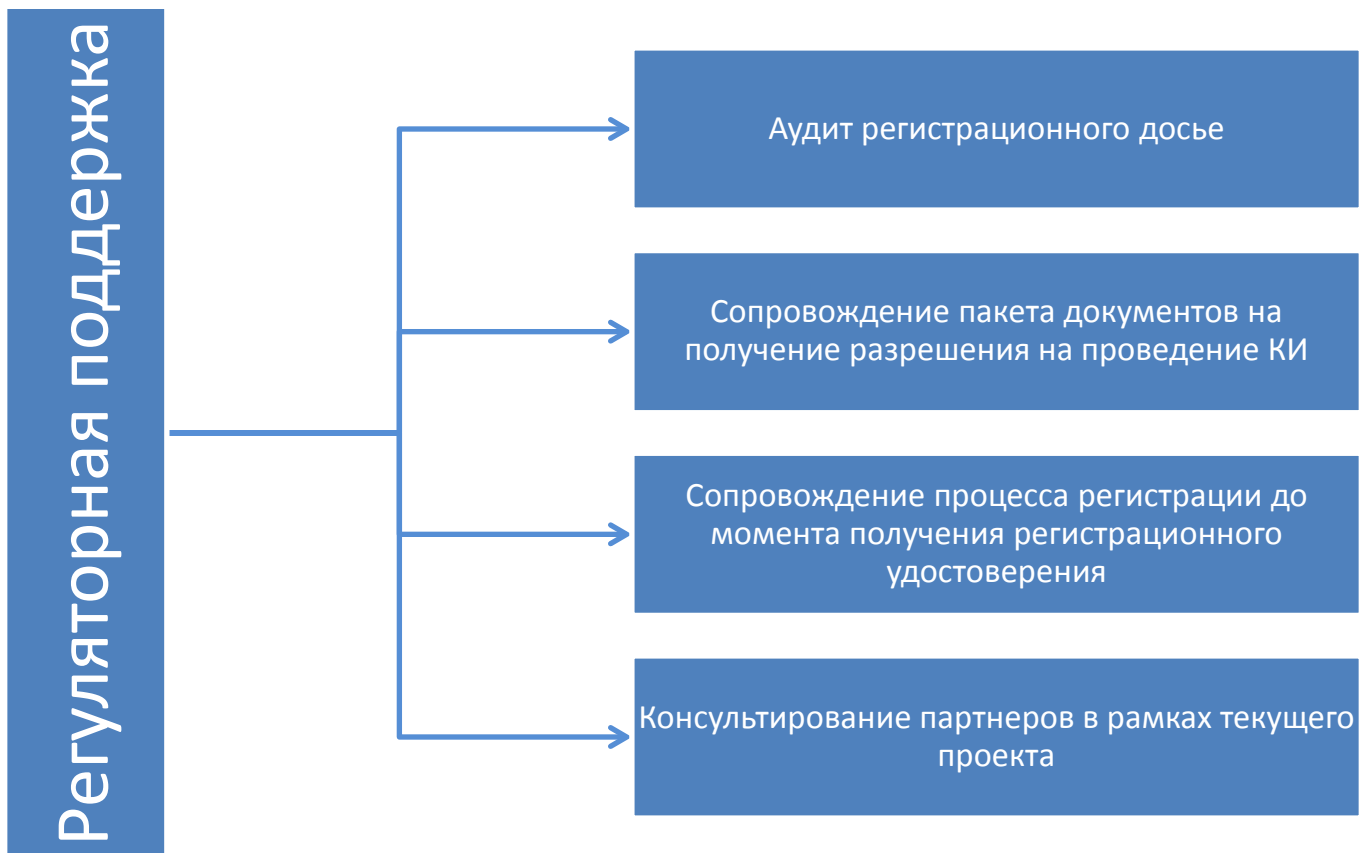 Регуляторная поддержка
Аудит регистрационного досье
Сопровождение пакета документов на
получение разрешения на проведение КИ
Сопровождение процесса регистрации до
момента получения регистрационного
удостоверения
Консультирование партнеров в рамках текущего
проекта